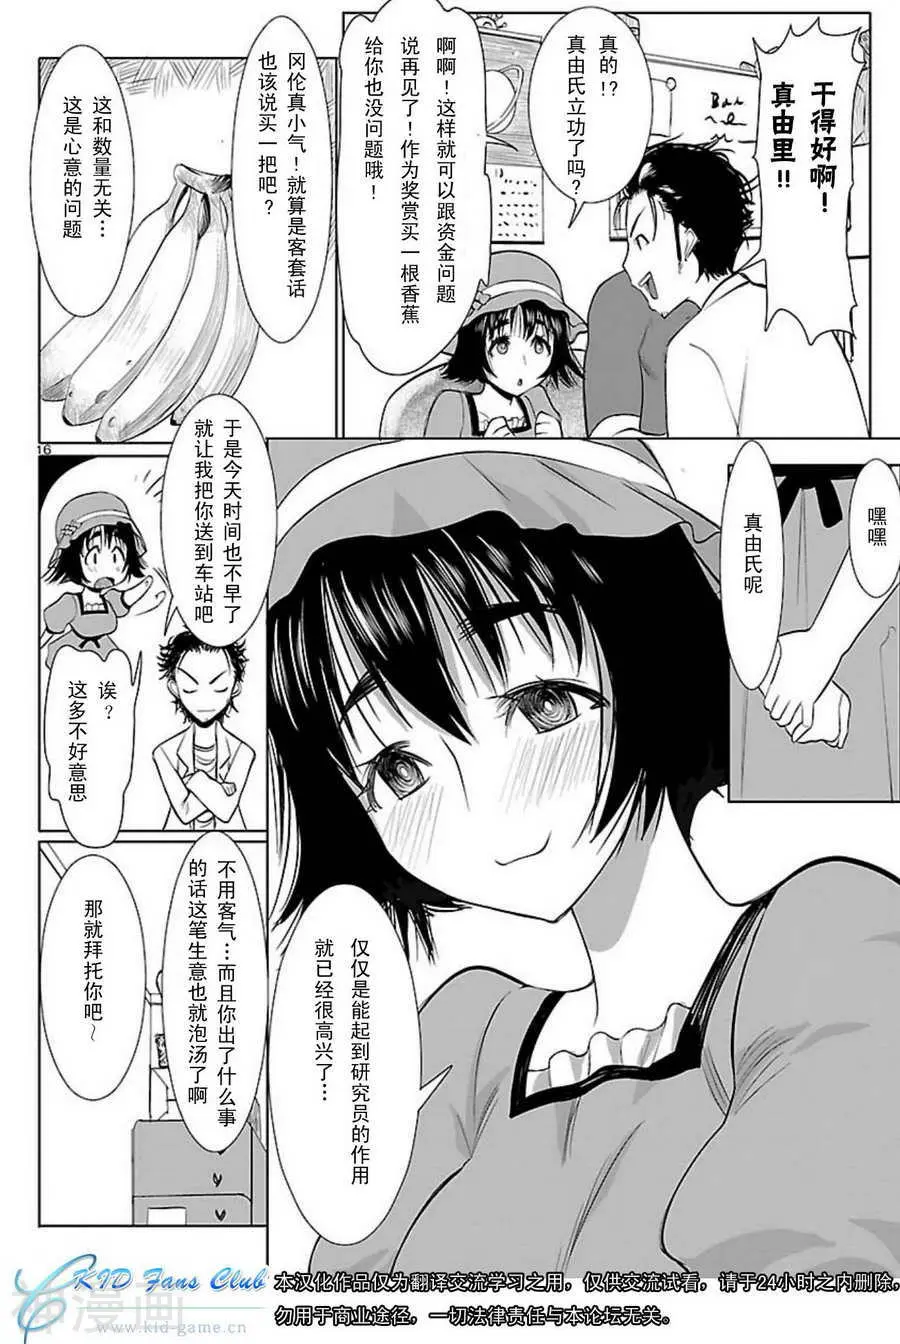 干得好啊！
真由里!!
真的!?
真由氏立功了吗？
啊啊！这样就可以跟资金问题
说再见了！作为奖赏买一根香蕉
给你也没问题哦！
冈伦真小气！就算是客套话
也该说买一把吧？
这和数量无关…
这是心意的问题
16
嘿嘿
真由氏呢
仅仅是能起到研究员的作用
就已经很高兴了…
于是今天时间也不早了
就让我把你送到车站吧
诶？
这多不好意思
不用客气…而且你出了什么事
的话这笔生意也就泡汤了啊
那就拜托你吧～
KID Fans Club
www.kid-game.cn
本汉化作品仅为翻译交流学习之用，仅供交流试看，请于24小时之内删除，
勿用于商业途径，一切法律责任与本论坛无关。